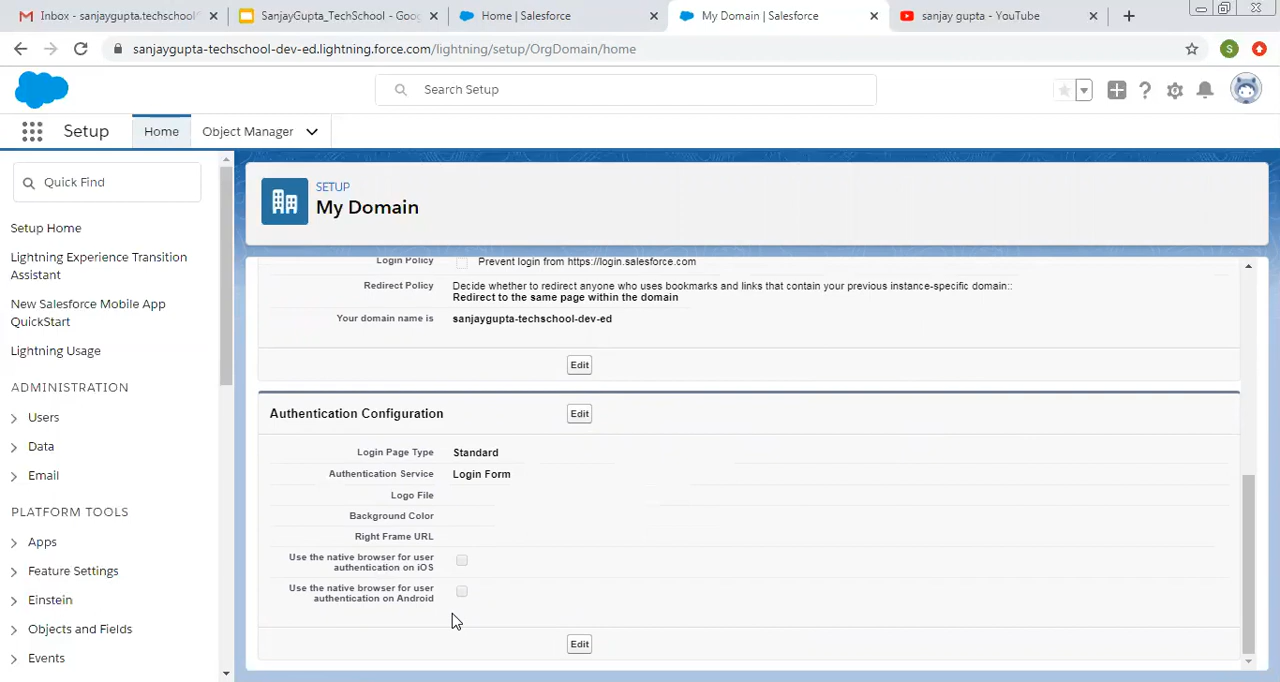 Inbox - sanjaygupta.techschool
SanjayGupta_TechSchool - Goog
Home | Salesforce
My Domain | Salesforce
sanjay gupta - YouTube
sanjaygupta-techschool-dev-ed.lightning.force.com/lightning/setup/OrgDomain/home
S
Search Setup
Setup
Home
Object Manager
Quick Find
Setup Home
Lightning Experience Transition
Assistant
New Salesforce Mobile App
QuickStart
Lightning Usage
ADMINISTRATION
Users
Data
Email
PLATFORM TOOLS
Apps
Feature Settings
Einstein
Objects and Fields
Events
SETUP
My Domain
Login Policy
Prevent login from https://login.salesforce.com
Redirect Policy
Decide whether to redirect anyone who uses bookmarks and links that contain your previous instance-specific domain::
Redirect to the same page within the domain
Your domain name is
sanjaygupta-techschool-dev-ed
Edit
Authentication Configuration
Edit
Login Page Type
Standard
Authentication Service
Login Form
Logo File
Background Color
Right Frame URL
Use the native browser for user
authentication on iOS
Use the native browser for user
authentication on Android
Edit